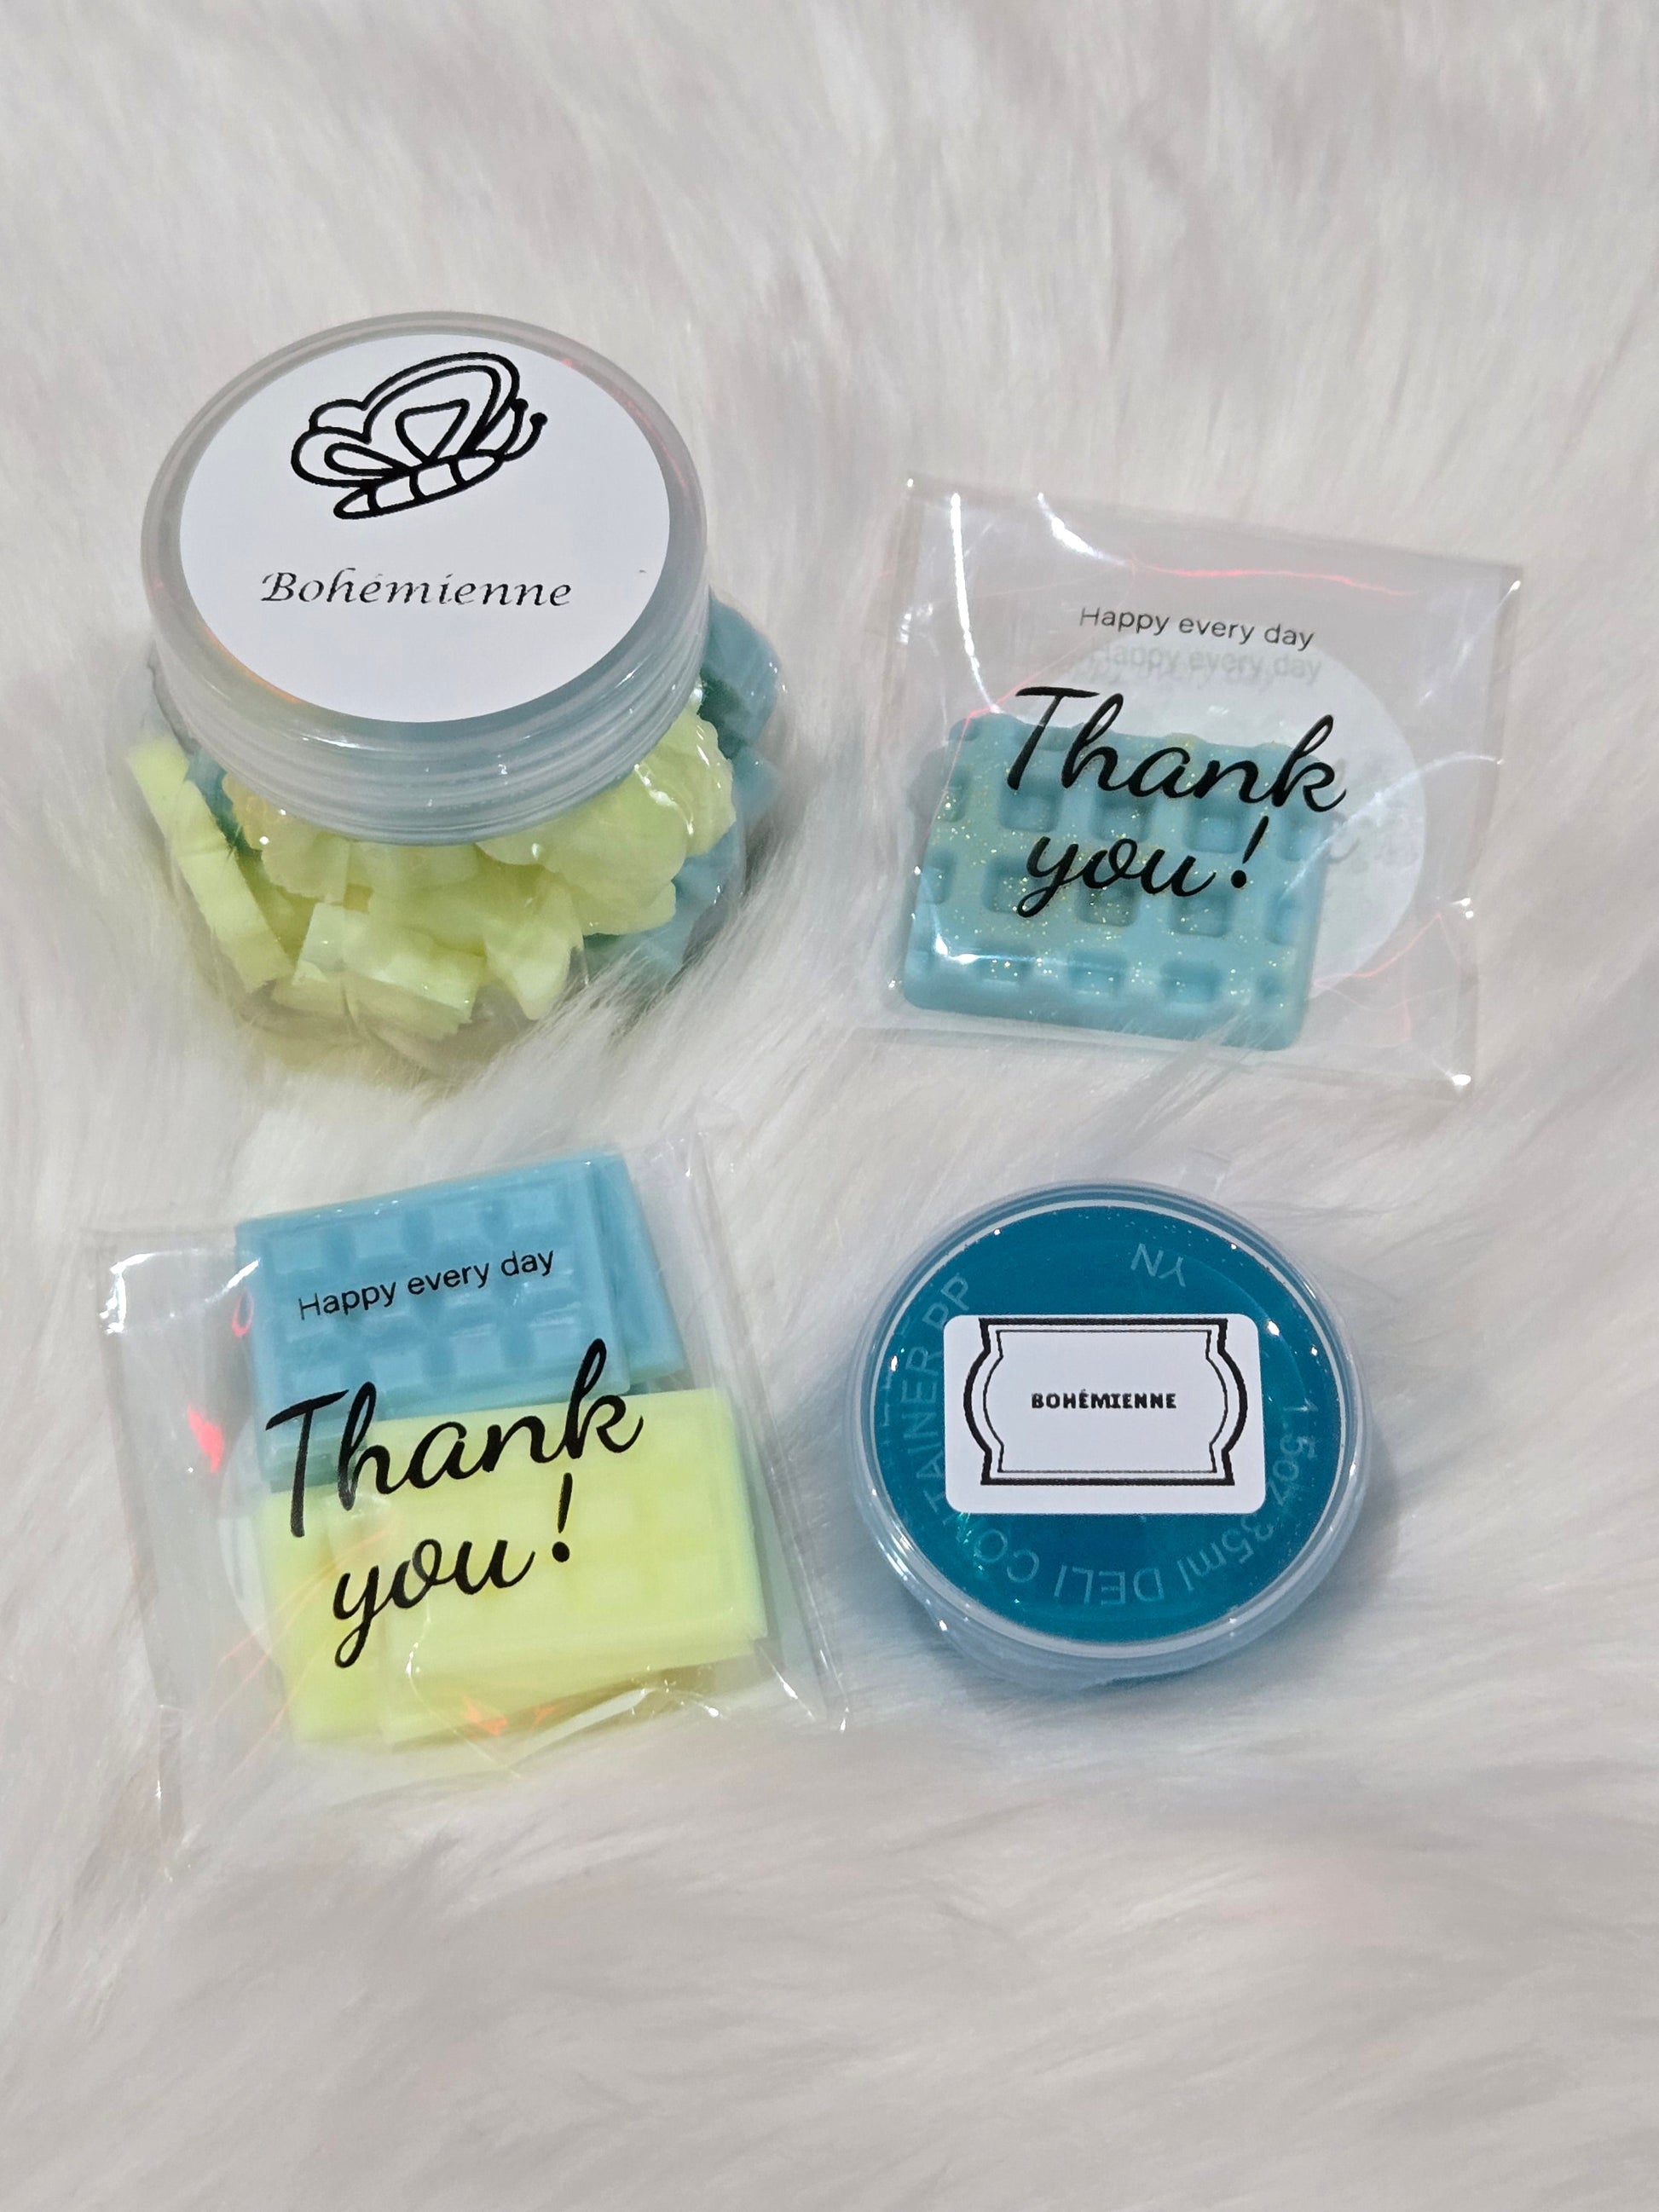 Bohémienne
Happy every day
Happy every day
Thank
you!
Happy every day
Thank
you!
BOHÉMIENNE
YN
1.5oz 35ml DELI CONTAINER PP